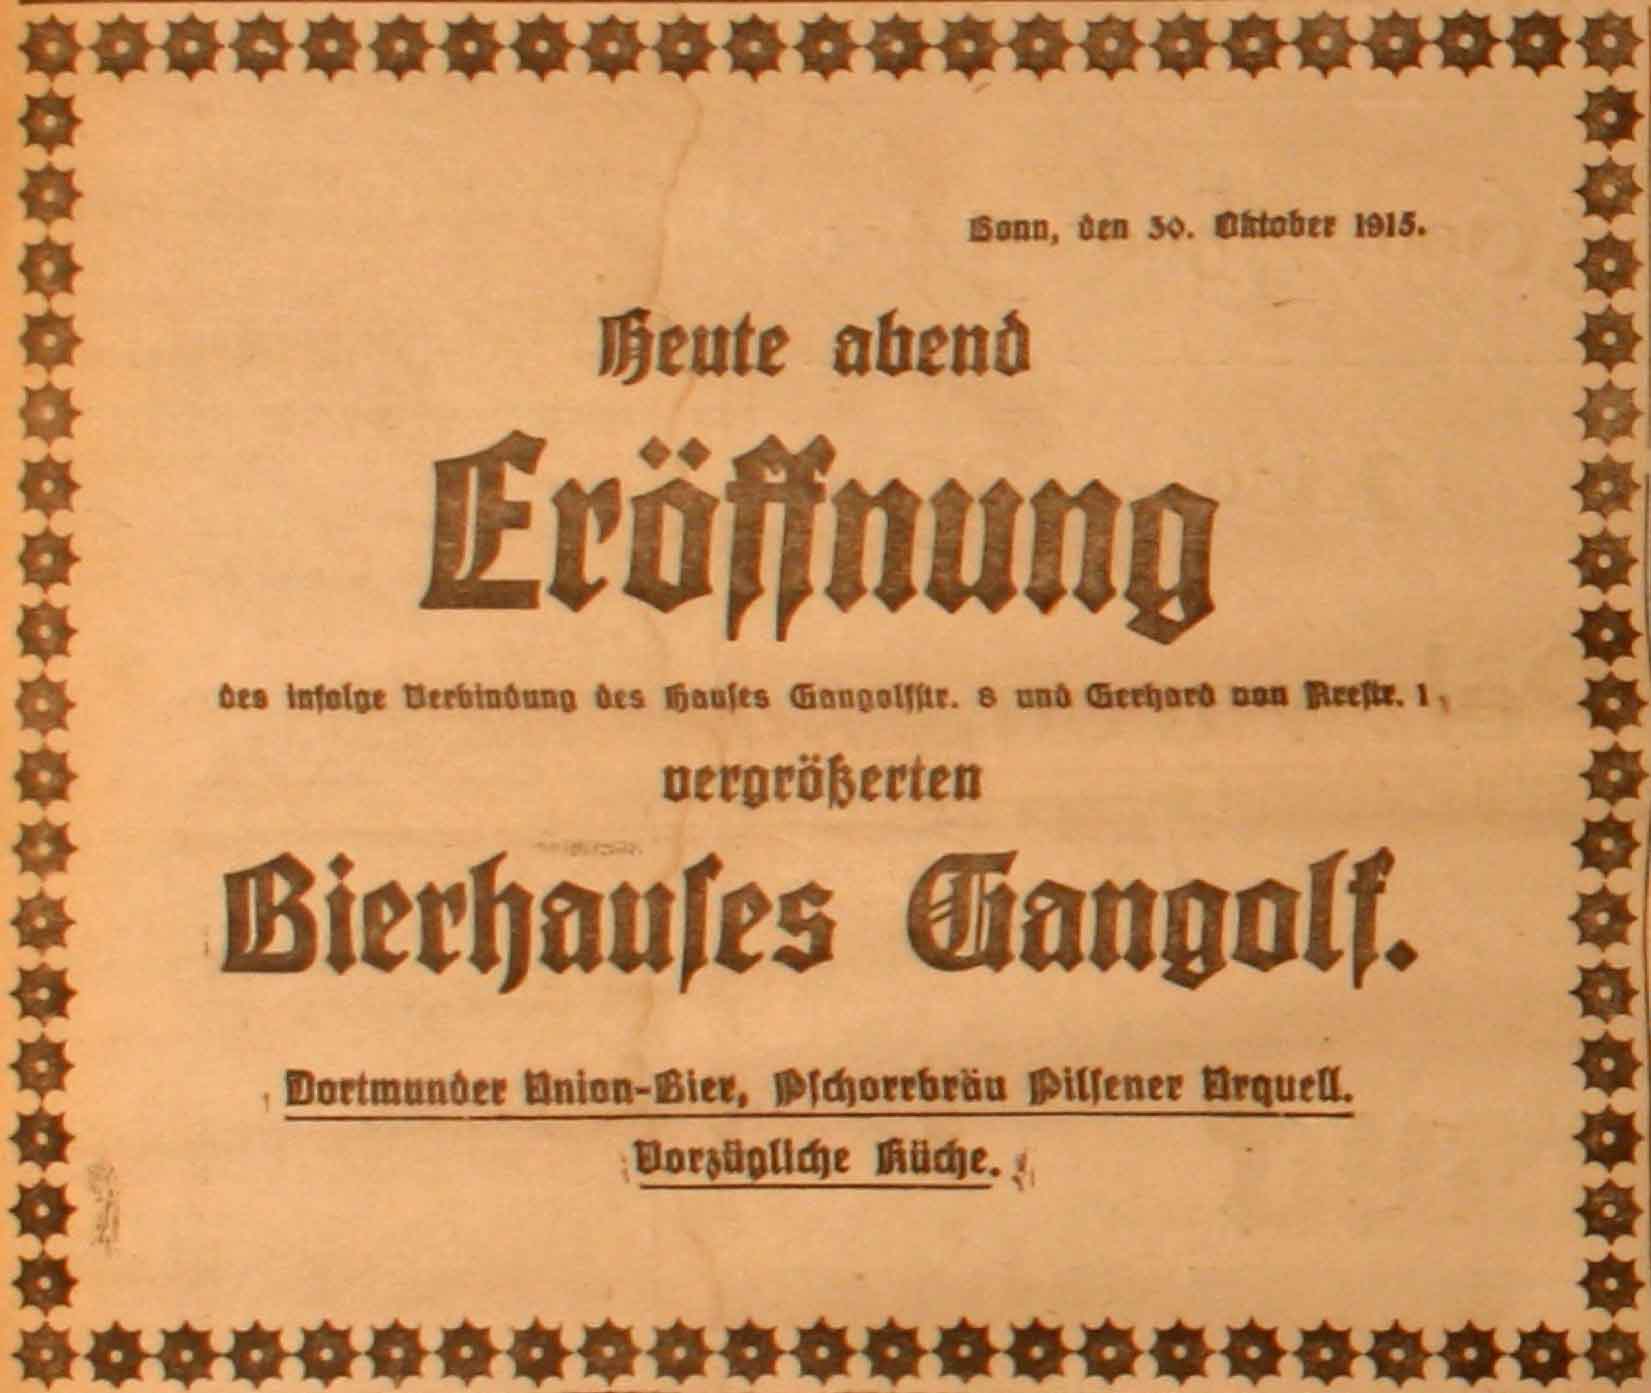 Bonn, den 30. Oktober 1915.
Heute abend
Eröffnung
des infolge Verbindung des Hauses Gangolfstr. 8 und Gerhard von Arestr. 1,
vergrößerten
Bierhauses Gangolf.
Dortmunder Union-Bier, Pschorrbräu Pilsener Urquell.
Vorzügliche Küche.